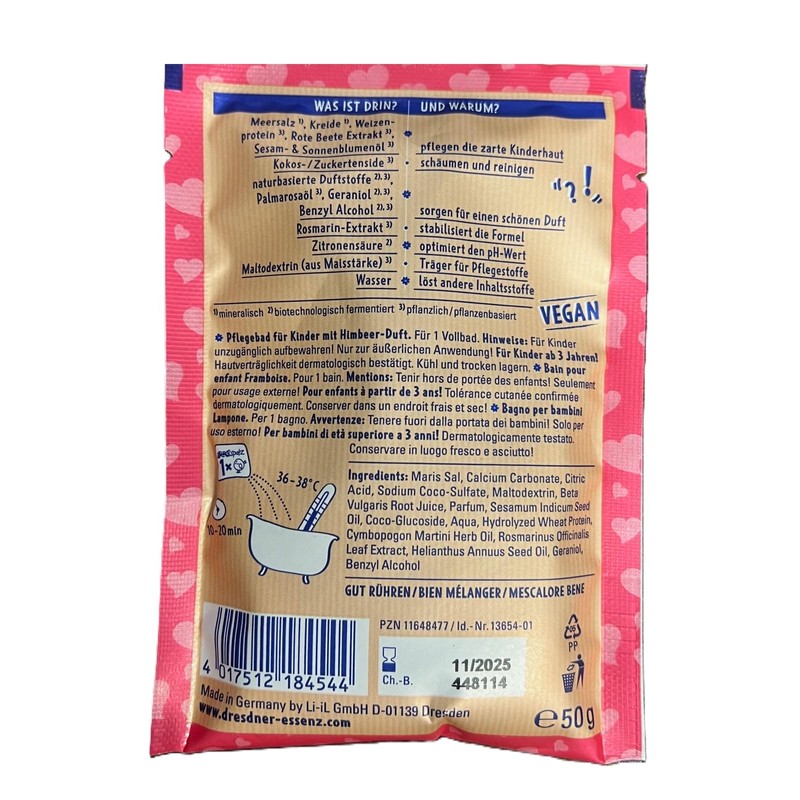 WAS IST DRIN? UND WARUM?
Meersalz ¹⁾, Kreide ¹⁾, Weizen-
protein ³⁾, Rote Beete Extrakt ³⁾,
Sesam- & Sonnenblumenöl ³⁾ pflegen die zarte Kinderhaut
Kokos-/Zuckertenside ³⁾ schäumen und reinigen
naturbasierte Duftstoffe ²⁾,³⁾
Palmarosaöl ³⁾, Geraniol ²⁾,³⁾
Benzyl Alcohol ²⁾,³⁾ sorgen für einen schönen Duft
Rosmarin-Extrakt ³⁾ stabilisiert die Formel
Zitronensäure ²⁾ optimiert den pH-Wert
Maltodextrin (aus Maisstärke) ³⁾ Träger für Pflegestoffe
Wasser löst andere Inhaltsstoffe
"?!"
¹⁾ mineralisch ²⁾ biotechnologisch fermentiert ³⁾ pflanzlich/pflanzenbasiert
VEGAN
Pflegebad für Kinder mit Himbeer-Duft. Für 1 Vollbad. Hinweise: Für Kinder
unzugänglich aufbewahren! Nur zur äußerlichen Anwendung! Für Kinder ab 3 Jahren!
Hautverträglichkeit dermatologisch bestätigt. Kühl und trocken lagern. Bain pour
enfant Framboise. Pour 1 bain. Mentions: Tenir hors de portée des enfants! Seulement
pour usage externe! Pour enfants à partir de 3 ans! Tolérance cutanée confirmée
dermatologiquement. Conserver dans un endroit frais et sec! Bagno per bambini
Lampone. Per 1 bagno. Avvertenze: Tenere fuori dalla portata dei bambini! Solo per
uso esterno! Per bambini di età superiore a 3 anni! Dermatologicamente testato.
Conservare in luogo fresco e asciutto!
1x
36-38°C
10-20 min
Ingredients: Maris Sal, Calcium Carbonate, Citric
Acid, Sodium Coco-Sulfate, Maltodextrin, Beta
Vulgaris Root Juice, Parfum, Sesamum Indicum Seed
Oil, Coco-Glucoside, Aqua, Hydrolyzed Wheat Protein,
Cymbopogon Martini Herb Oil, Rosmarinus Officinalis
Leaf Extract, Helianthus Annuus Seed Oil, Geraniol,
Benzyl Alcohol
GUT RÜHREN/BIEN MÉLANGER/MESCALORE BENE
PZN 11648477 / Id.-Nr. 13654-01
11/2025
Ch.-B. 448114
05
PP
4 017512 184544
Made in Germany by Li-iL GmbH D-01139 Dresden
www.dresdner-essenz.com
℮50g